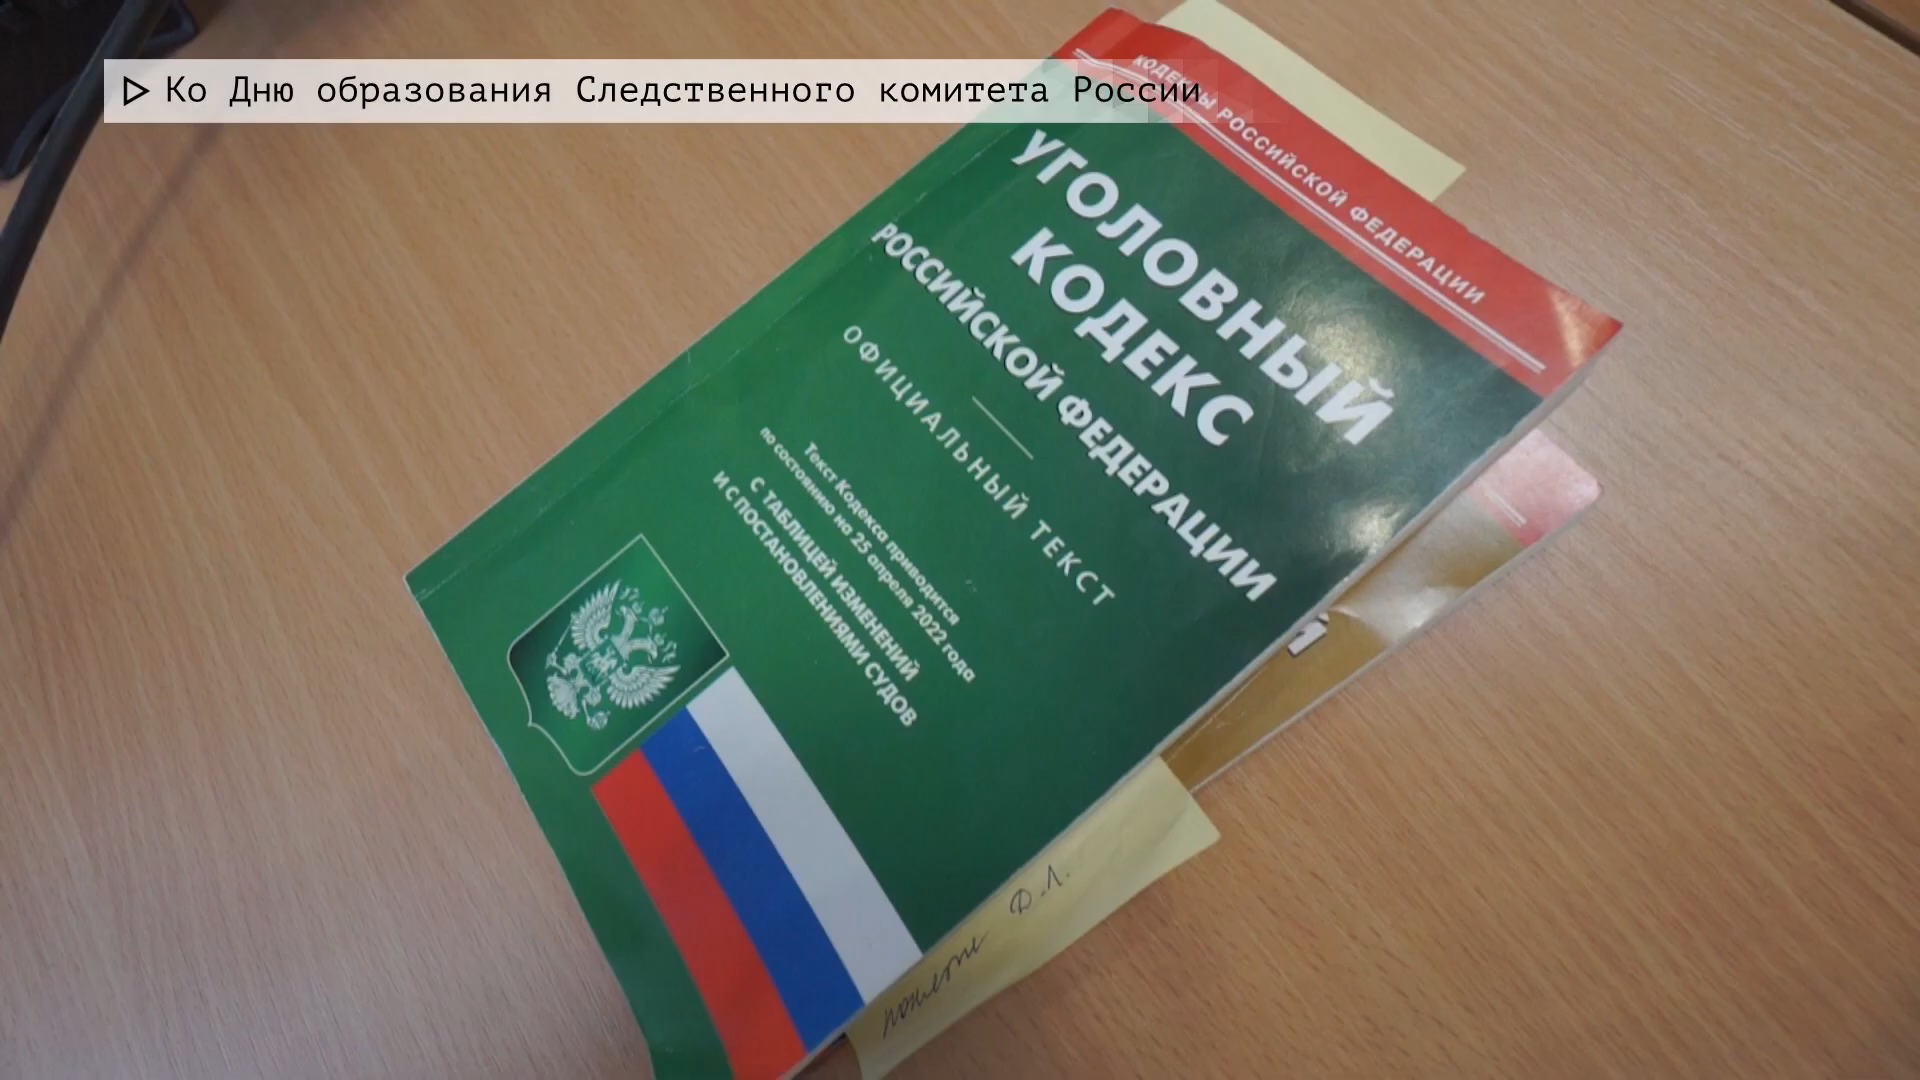 Ко Дню образования Следственного комитета России
КОДЕКСЫ РОССИЙСКОЙ ФЕДЕРАЦИИ
УГОЛОВНЫЙ
КОДЕКС
РОССИЙСКОЙ ФЕДЕРАЦИИ
ОФИЦИАЛЬНЫЙ ТЕКСТ
Текст Кодекса приводится
по состоянию на 25 апреля 2022 года
С ТАБЛИЦЕЙ ИЗМЕНЕНИЙ
И С ПОСТАНОВЛЕНИЯМИ СУДОВ
Й
Д.Л.